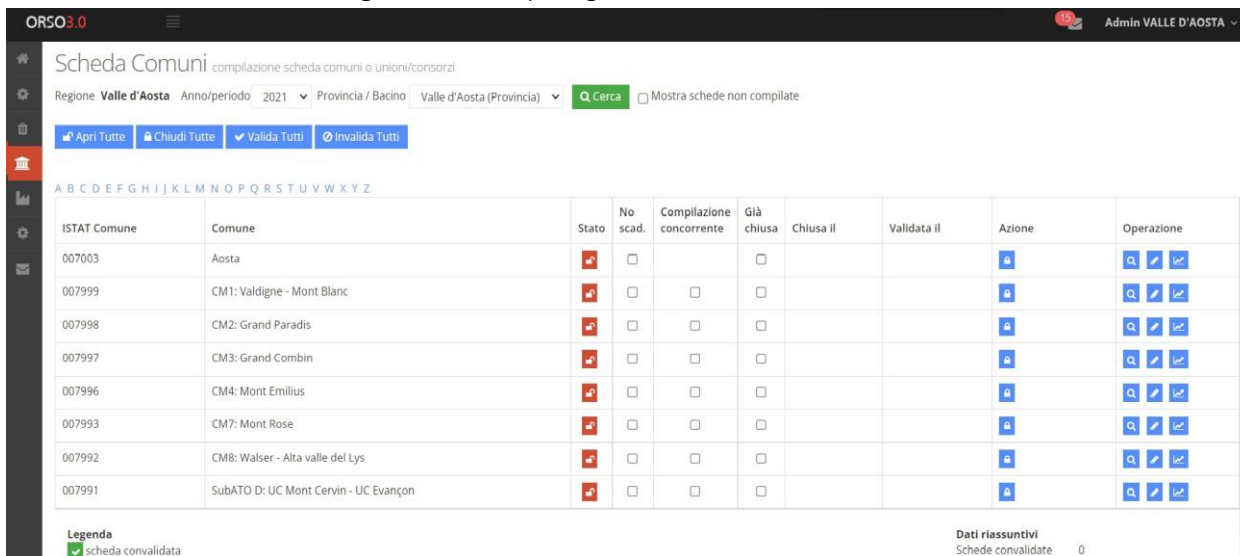 ORSO3.0
15
Admin VALLE D'AOSTA
Scheda Comuni compilazione scheda comuni o unioni/consorzi
Regione Valle d'Aosta Anno/periodo 2021 Provincia / Bacino Valle d'Aosta (Provincia) Cerca Mostra schede non compilate
Apri Tutte Chiudi Tutte Valida Tutti Invalida Tutti
A B C D E F G H I J K L M N O P Q R S T U V W X Y Z
ISTAT Comune Comune Stato No scad. Compilazione concorrente Già chiusa Chiusa il Validata il Azione Operazione
007003 Aosta
007999 CM1: Valdigne - Mont Blanc
007998 CM2: Grand Paradis
007997 CM3: Grand Combin
007996 CM4: Mont Emilius
007993 CM7: Mont Rose
007992 CM8: Walser - Alta valle del Lys
007991 SubATO D: UC Mont Cervin - UC Evançon
Legenda Dati riassuntivi
scheda convalidata Schede convalidate 0